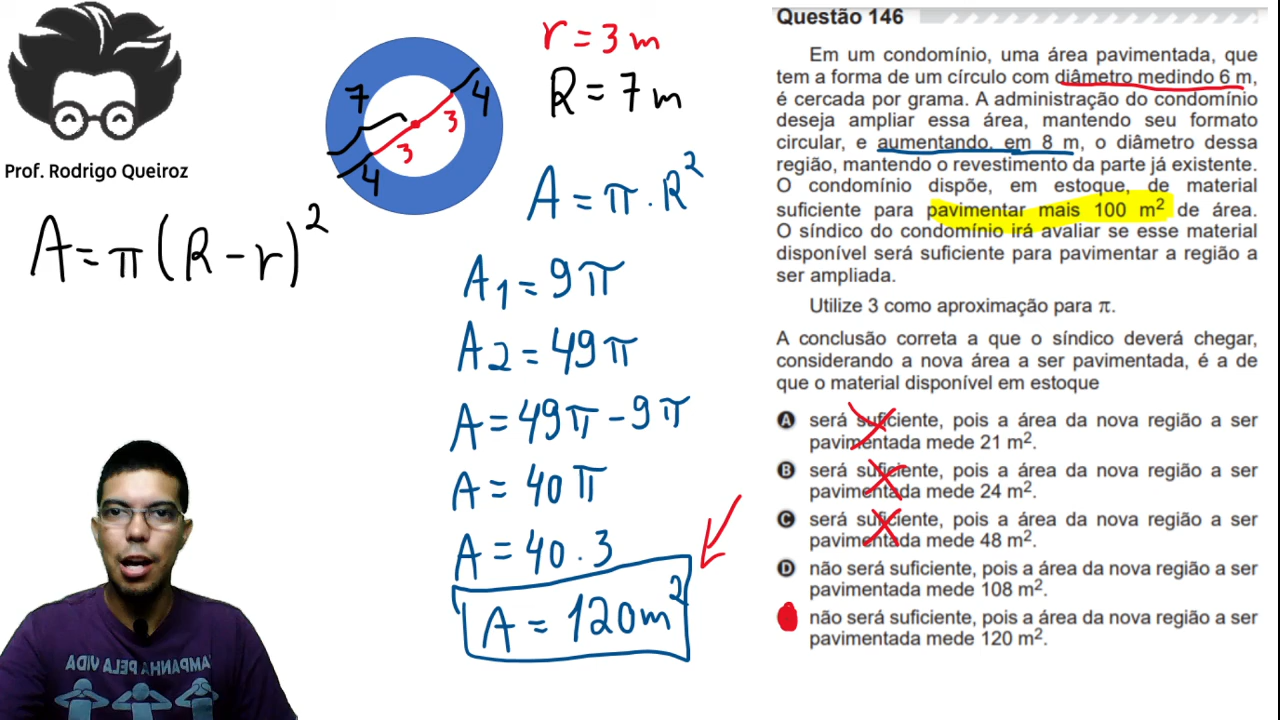 Prof. Rodrigo Queiroz
A = π (R - r)²
7
4
3
3
4
r = 3 m
R = 7 m
A = π . R²
A1 = 9π
A2 = 49π
A = 49π - 9π
A = 40π
A = 40 . 3
A = 120 m²
Questão 146
Em um condomínio, uma área pavimentada, que
tem a forma de um círculo com diâmetro medindo 6 m,
é cercada por grama. A administração do condomínio
deseja ampliar essa área, mantendo seu formato
circular, e aumentando, em 8 m, o diâmetro dessa
região, mantendo o revestimento da parte já existente.
O condomínio dispõe, em estoque, de material
suficiente para pavimentar mais 100 m² de área.
O síndico do condomínio irá avaliar se esse material
disponível será suficiente para pavimentar a região a
ser ampliada.
Utilize 3 como aproximação para π.
A conclusão correta a que o síndico deverá chegar,
considerando a nova área a ser pavimentada, é a de
que o material disponível em estoque
A será suficiente, pois a área da nova região a ser
pavimentada mede 21 m².
B será suficiente, pois a área da nova região a ser
pavimentada mede 24 m².
C será suficiente, pois a área da nova região a ser
pavimentada mede 48 m².
D não será suficiente, pois a área da nova região a ser
pavimentada mede 108 m².
não será suficiente, pois a área da nova região a ser
pavimentada mede 120 m².
CAMPANHA PELA VIDA